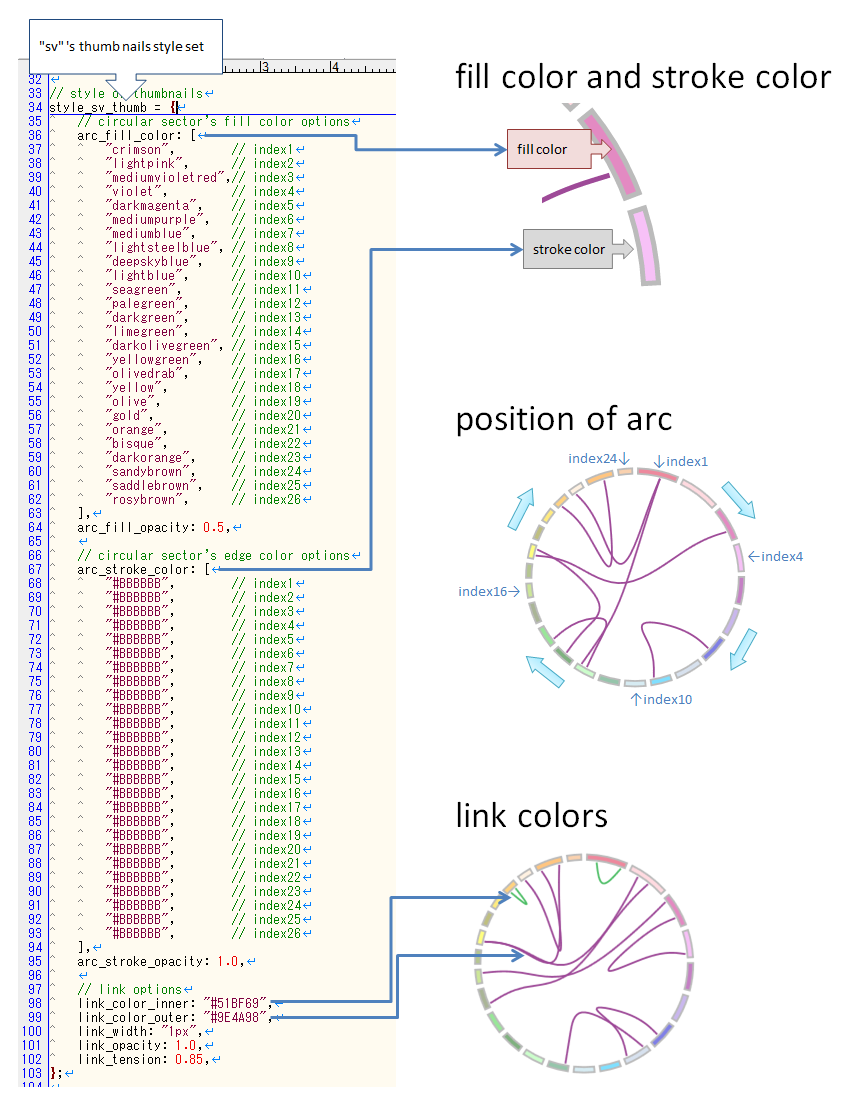 "sv"'s thumbnails style set
3 4
32
33 // style of thumbnails
34 style_sv_thumb = {
35 // circular sector's fill color options
36 arc_fill_color: [
37 "crimson", // index1
38 "lightpink", // index2
39 "mediumvioletred", // index3
40 "violet", // index4
41 "darkmagenta", // index5
42 "mediumpurple", // index6
43 "mediumblue", // index7
44 "lightsteelblue", // index8
45 "deepskyblue", // index9
46 "lightblue", // index10
47 "seagreen", // index11
48 "palegreen", // index12
49 "darkgreen", // index13
50 "limegreen", // index14
51 "darkolivegreen", // index15
52 "yellowgreen", // index16
53 "olivedrab", // index17
54 "yellow", // index18
55 "olive", // index19
56 "gold", // index20
57 "orange", // index21
58 "bisque", // index22
59 "darkorange", // index23
60 "sandybrown", // index24
61 "saddlebrown", // index25
62 "rosybrown", // index26
63 ],
64 arc_fill_opacity: 0.5,
65
66 // circular sector's edge color options
67 arc_stroke_color: [
68 "#BBBBBB", // index1
69 "#BBBBBB", // index2
70 "#BBBBBB", // index3
71 "#BBBBBB", // index4
72 "#BBBBBB", // index5
73 "#BBBBBB", // index6
74 "#BBBBBB", // index7
75 "#BBBBBB", // index8
76 "#BBBBBB", // index9
77 "#BBBBBB", // index10
78 "#BBBBBB", // index11
79 "#BBBBBB", // index12
80 "#BBBBBB", // index13
81 "#BBBBBB", // index14
82 "#BBBBBB", // index15
83 "#BBBBBB", // index16
84 "#BBBBBB", // index17
85 "#BBBBBB", // index18
86 "#BBBBBB", // index19
87 "#BBBBBB", // index20
88 "#BBBBBB", // index21
89 "#BBBBBB", // index22
90 "#BBBBBB", // index23
91 "#BBBBBB", // index24
92 "#BBBBBB", // index25
93 "#BBBBBB", // index26
94 ],
95 arc_stroke_opacity: 1.0,
96
97 // link options
98 link_color_inner: "#51BF69",
99 link_color_outer: "#9E4A98",
100 link_width: "1px",
101 link_opacity: 1.0,
102 link_tension: 0.85,
103 };
104
fill color and stroke color
fill color
stroke color
position of arc
index24↓ ↓index1
←index4
index16→
↑index10
link colors